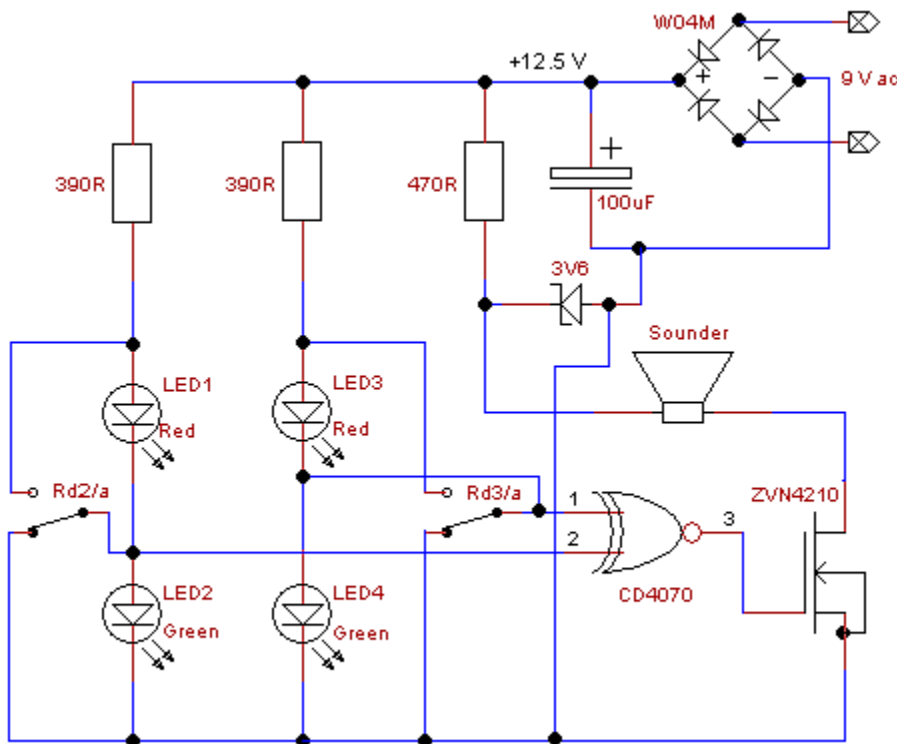 W04M
+12.5 V
+
−
9 V ac
390R
390R
470R
+
100uF
3V6
Sounder
LED1
Red
LED3
Red
Rd2/a
Rd3/a
1
2
3
ZVN4210
CD4070
LED2
Green
LED4
Green